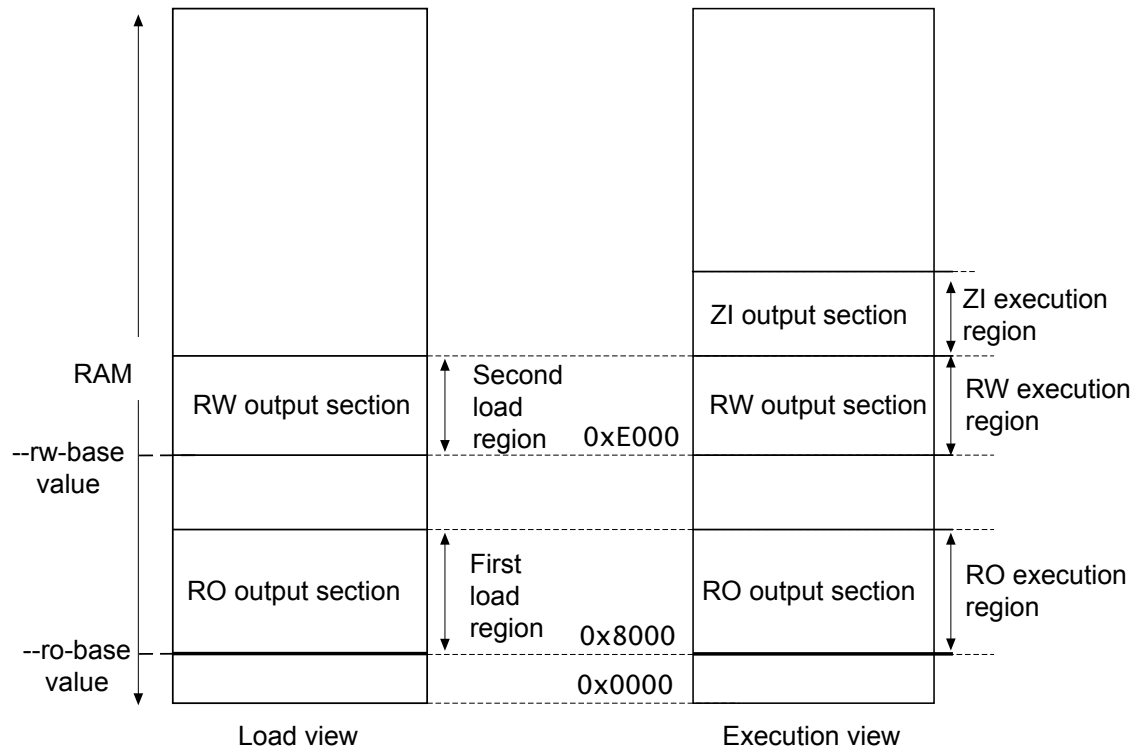 ZI output section
ZI execution
region
RAM
RW output section
Second
load
region
0xE000
RW output section
RW execution
region
--rw-base
value
RO output section
First
load
region
0x8000
RO output section
RO execution
region
--ro-base
value
0x0000
Load view
Execution view